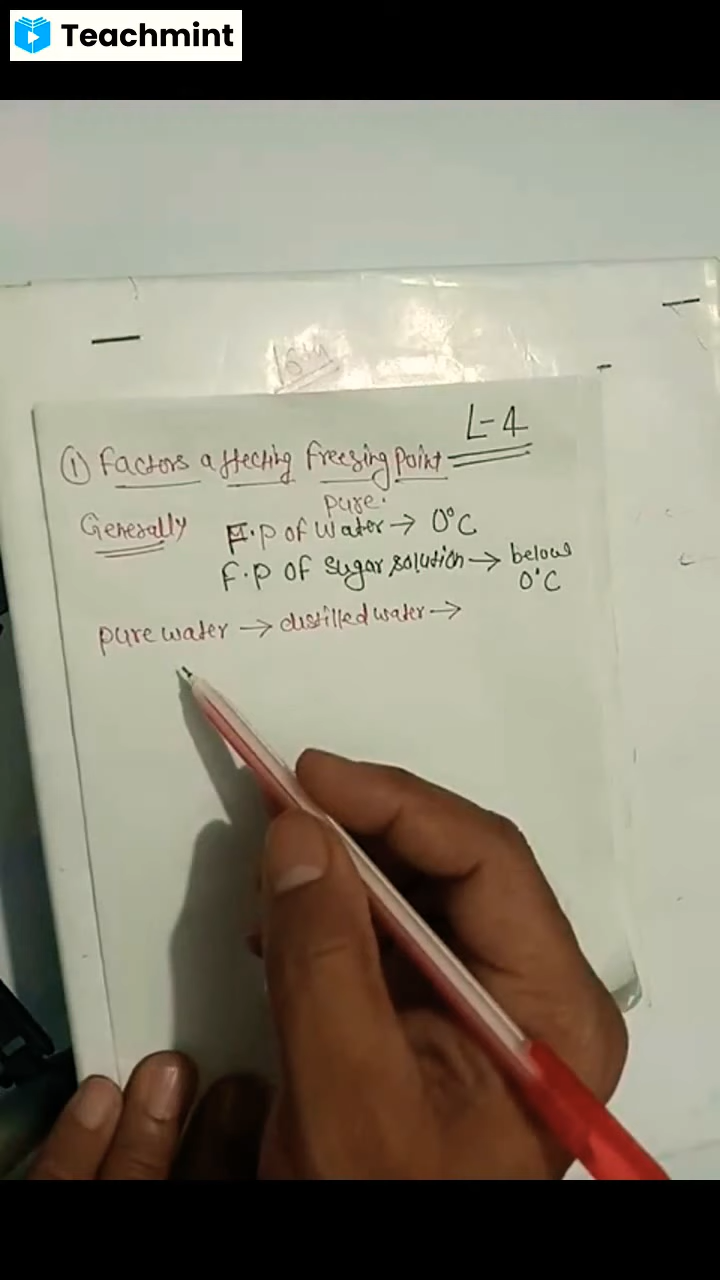 Teachmint
L-4
① Factors affecting Freezing Point
pure.
Generally F.P of Water → 0°C
F.P OF Sugar solution → below
0°C
pure water → distilled water →